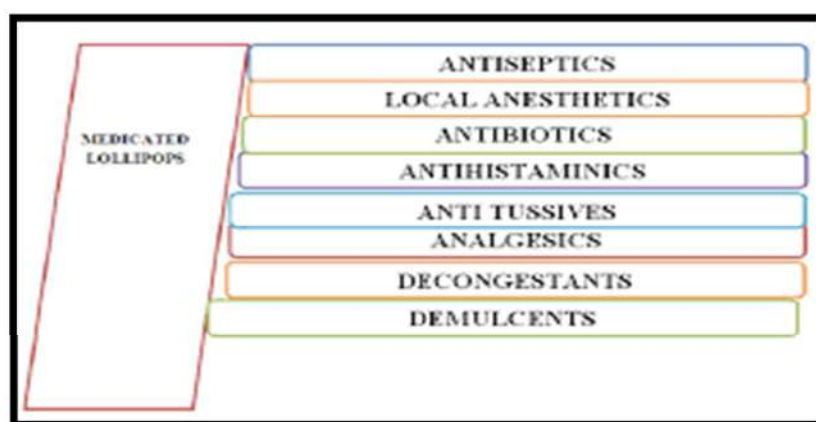 MEDICATED
LOLLIPOPS
ANTISEPTICS
LOCAL ANESTHETICS
ANTIBIOTICS
ANTIHISTAMINICS
ANTI TUSSIVES
ANALGESICS
DECONGESTANTS
DEMULCENTS